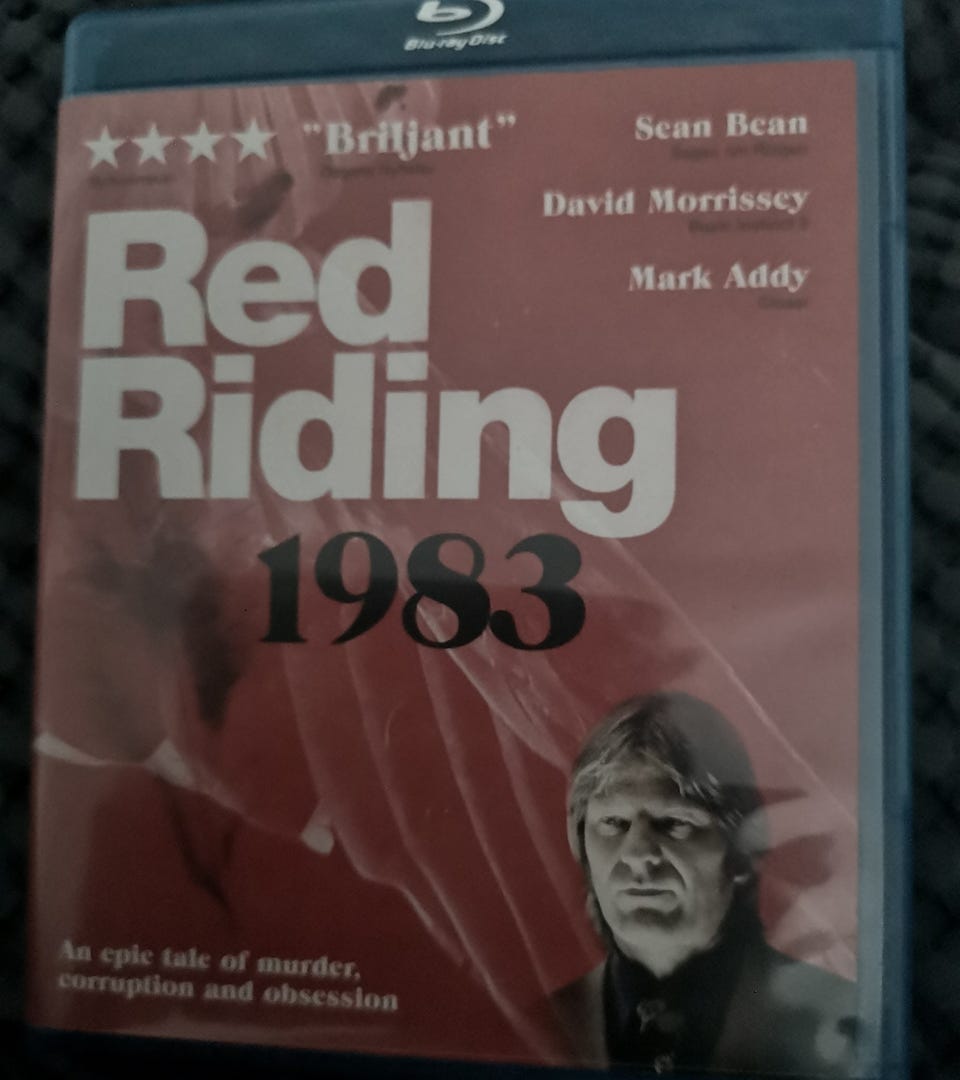 Blu-ray Disc
"Briljant"
Sean Bean
David Morrissey
Mark Addy
Red
Riding
1983
An epic tale of murder,
corruption and obsession